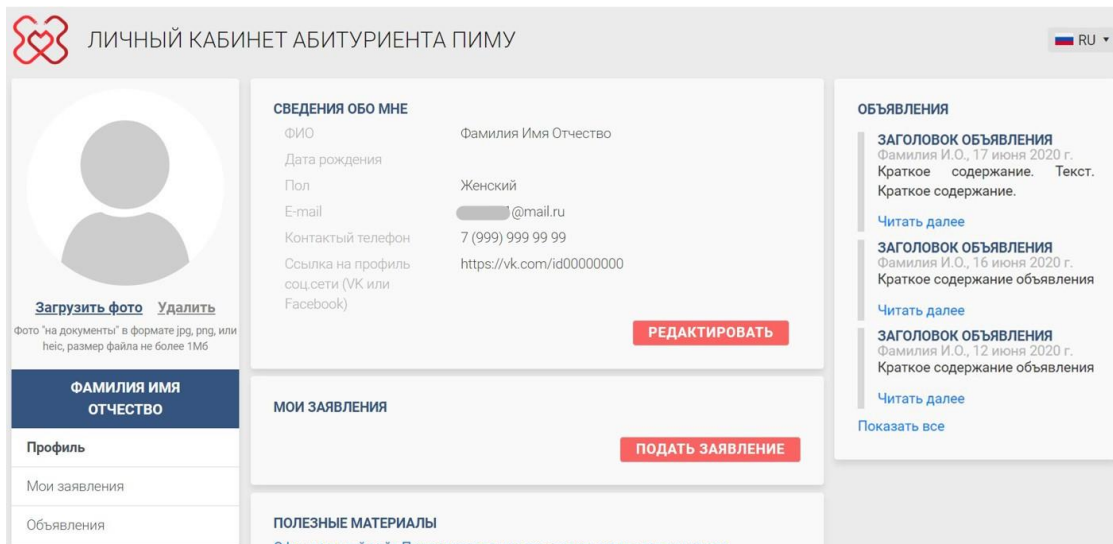 ЛИЧНЫЙ КАБИНЕТ АБИТУРИЕНТА ПИМУ
RU
Загрузить фото Удалить
Фото "на документы" в формате jpg, png, или
heic, размер файла не более 1Мб
ФАМИЛИЯ ИМЯ
ОТЧЕСТВО
Профиль
Мои заявления
Объявления
СВЕДЕНИЯ ОБО МНЕ
ФИО Фамилия Имя Отчество
Дата рождения
Пол Женский
E-mail @mail.ru
Контактый телефон 7 (999) 999 99 99
Ссылка на профиль https://vk.com/id00000000
соц.сети (VK или
Facebook)
РЕДАКТИРОВАТЬ
МОИ ЗАЯВЛЕНИЯ
ПОДАТЬ ЗАЯВЛЕНИЕ
ПОЛЕЗНЫЕ МАТЕРИАЛЫ
ОБЪЯВЛЕНИЯ
ЗАГОЛОВОК ОБЪЯВЛЕНИЯ
Фамилия И.О., 17 июня 2020 г.
Краткое содержание. Текст.
Краткое содержание.
Читать далее
ЗАГОЛОВОК ОБЪЯВЛЕНИЯ
Фамилия И.О., 16 июня 2020 г.
Краткое содержание объявления
Читать далее
ЗАГОЛОВОК ОБЪЯВЛЕНИЯ
Фамилия И.О., 12 июня 2020 г.
Краткое содержание объявления
Читать далее
Показать все